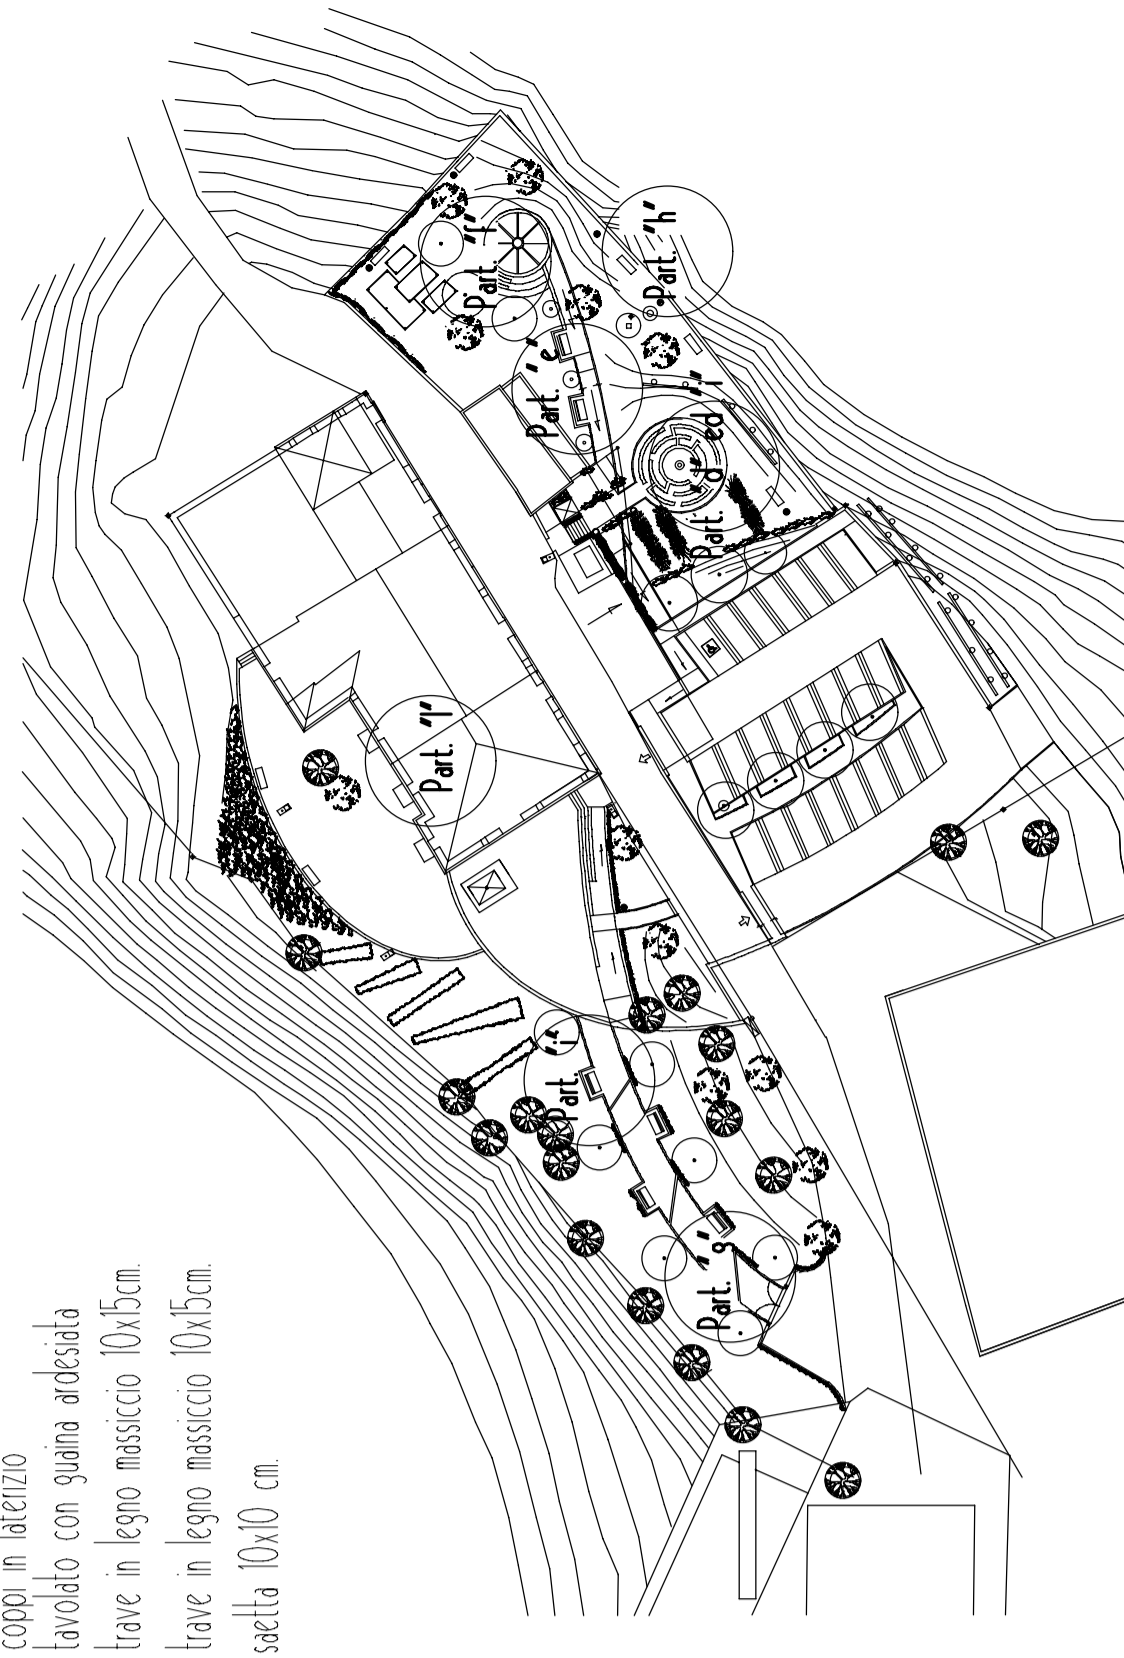 coppi in laterizio
tavolato con guaina ardesiata
trave in legno massiccio 10x15cm.
trave in legno massiccio 10x15cm.
saetta 10x10 cm.
Part. "f"
Part. "h"
Part. "e"
Part. "d" ed "i"
Part. "l"
Part. "i"
Part. "g"